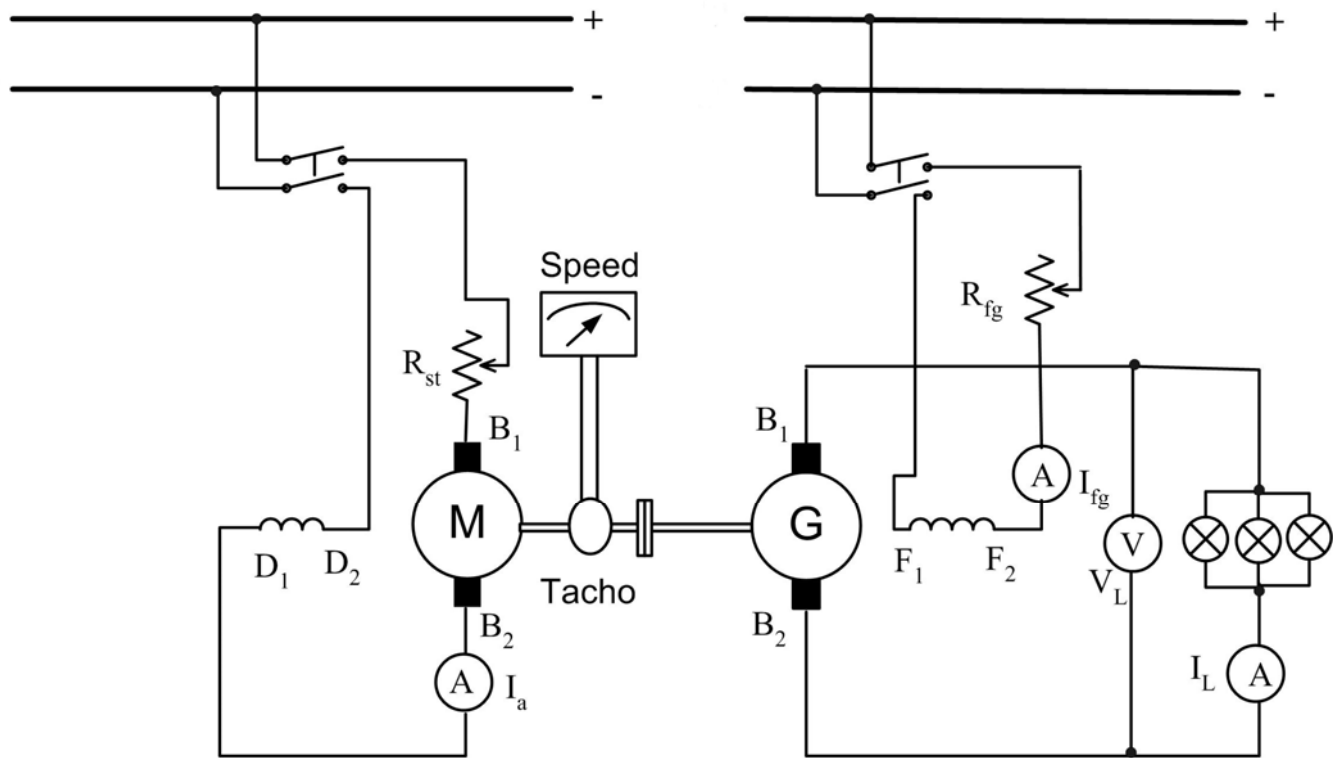 +
+
-
-
Speed
R_fg
R_st
B_1
B_1
A
I_fg
M
G
V
D_1
D_2
F_1
F_2
V_L
Tacho
B_2
B_2
A
I_a
I_L
A